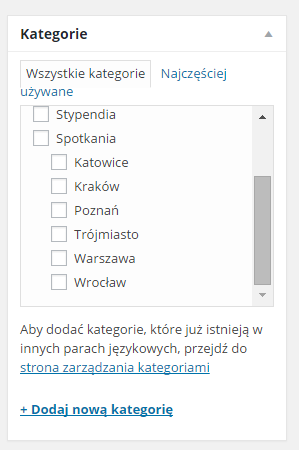 Kategorie
Wszystkie kategorie Najczęściej
używane
Stypendia
Spotkania
Katowice
Kraków
Poznań
Trójmiasto
Warszawa
Wrocław
Aby dodać kategorie, które już istnieją w
innych parach językowych, przejdź do
strona zarządzania kategoriami
+ Dodaj nową kategorię